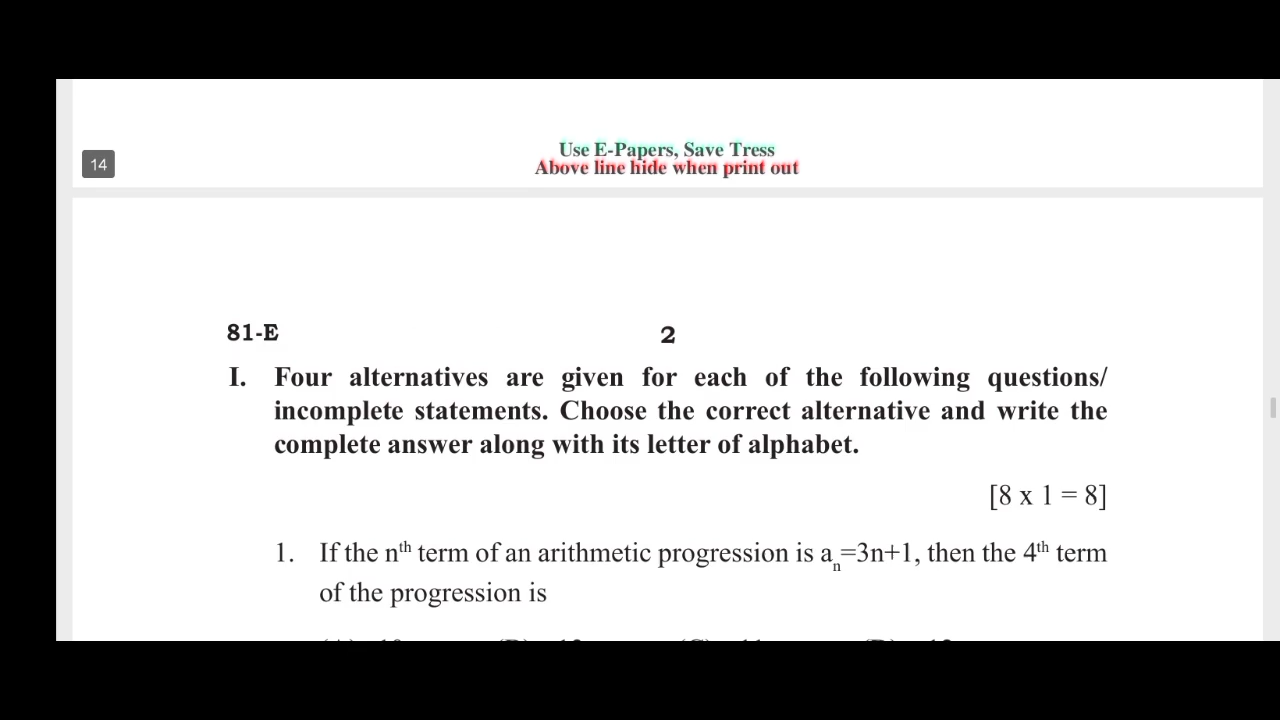 14
Use E-Papers, Save Tress
Above line hide when print out
81-E
2
I. Four alternatives are given for each of the following questions/
incomplete statements. Choose the correct alternative and write the
complete answer along with its letter of alphabet.
[8 x 1 = 8]
1. If the nth term of an arithmetic progression is an=3n+1, then the 4th term
of the progression is